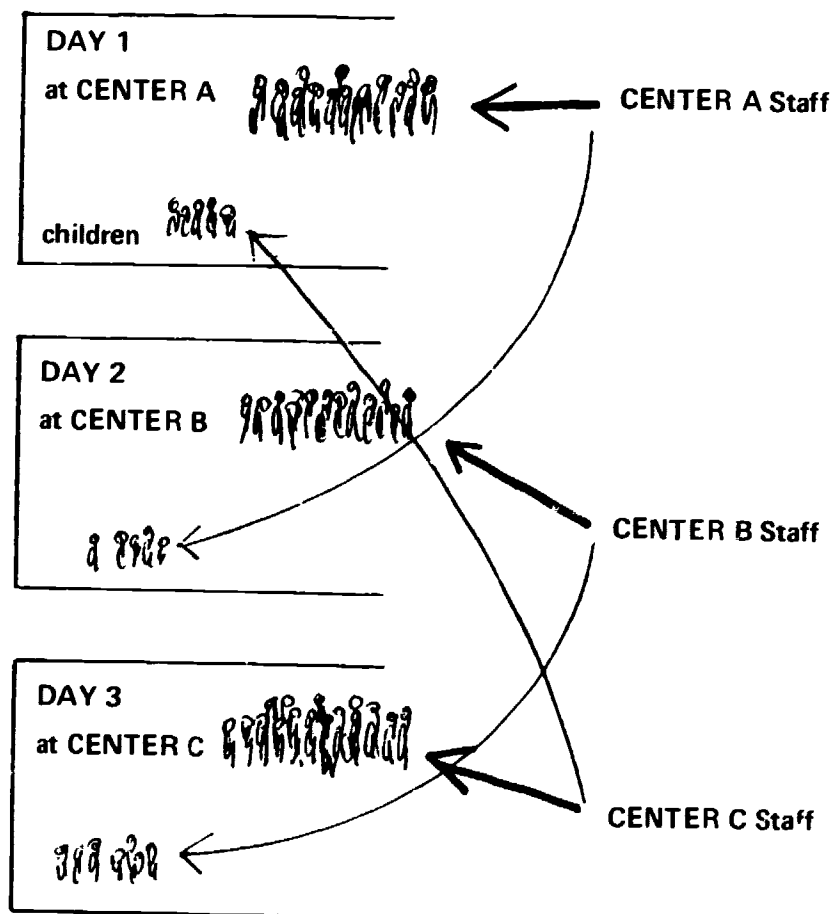 DAY 1
at CENTER A
CENTER A Staff
children
DAY 2
at CENTER B
CENTER B Staff
DAY 3
at CENTER C
CENTER C Staff